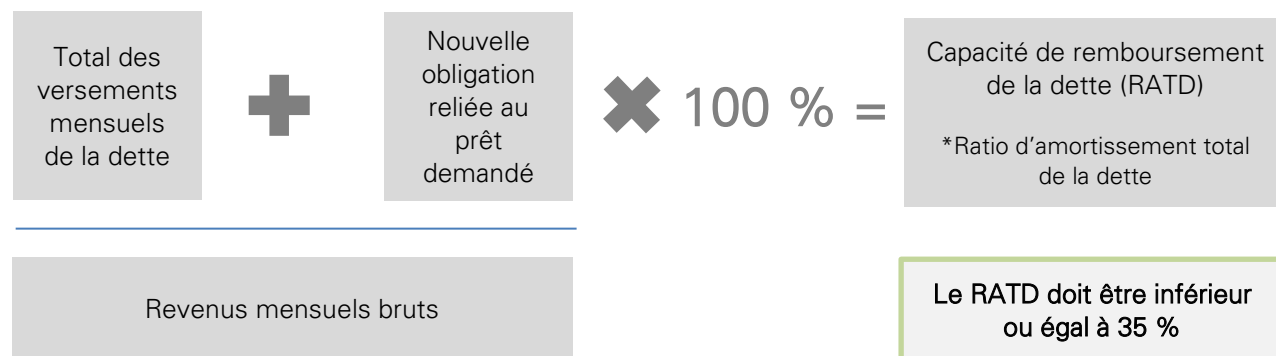 Total des
versements
mensuels
de la dette
Nouvelle
obligation
reliée au
prêt
demandé
100 % =
Capacité de remboursement
de la dette (RATD)
*Ratio d’amortissement total
de la dette
Revenus mensuels bruts
Le RATD doit être inférieur
ou égal à 35 %